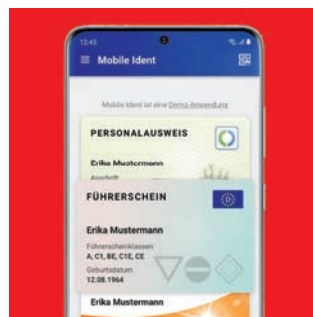 12:45
Mobile Ident
Mobile Ident ist eine Demo Anwendung
PERSONALAUSWEIS
Erika Mustermann
Anschrift
FÜHRERSCHEIN
D
Erika Mustermann
Führerscheinklassen
A, C1, BE, C1E, CE
Geburtsdatum
12.08.1964
Erika Mustermann